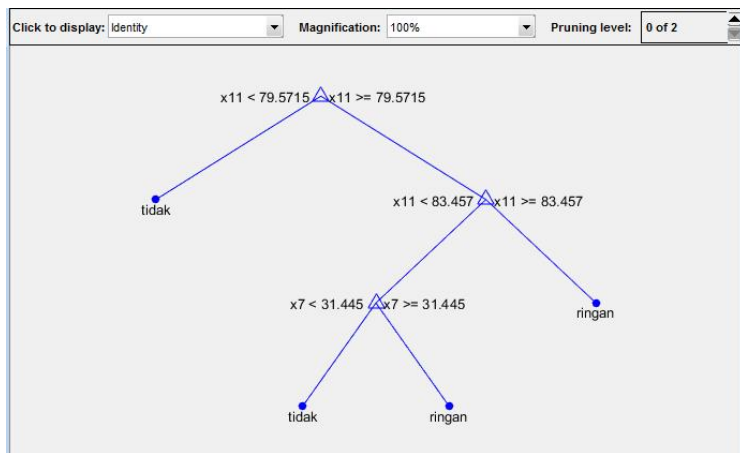 Click to display: Identity Magnification: 100% Pruning level: 0 of 2
x11 < 79.5715 x11 >= 79.5715
tidak
x11 < 83.457 x11 >= 83.457
x7 < 31.445 x7 >= 31.445
ringan
tidak
ringan